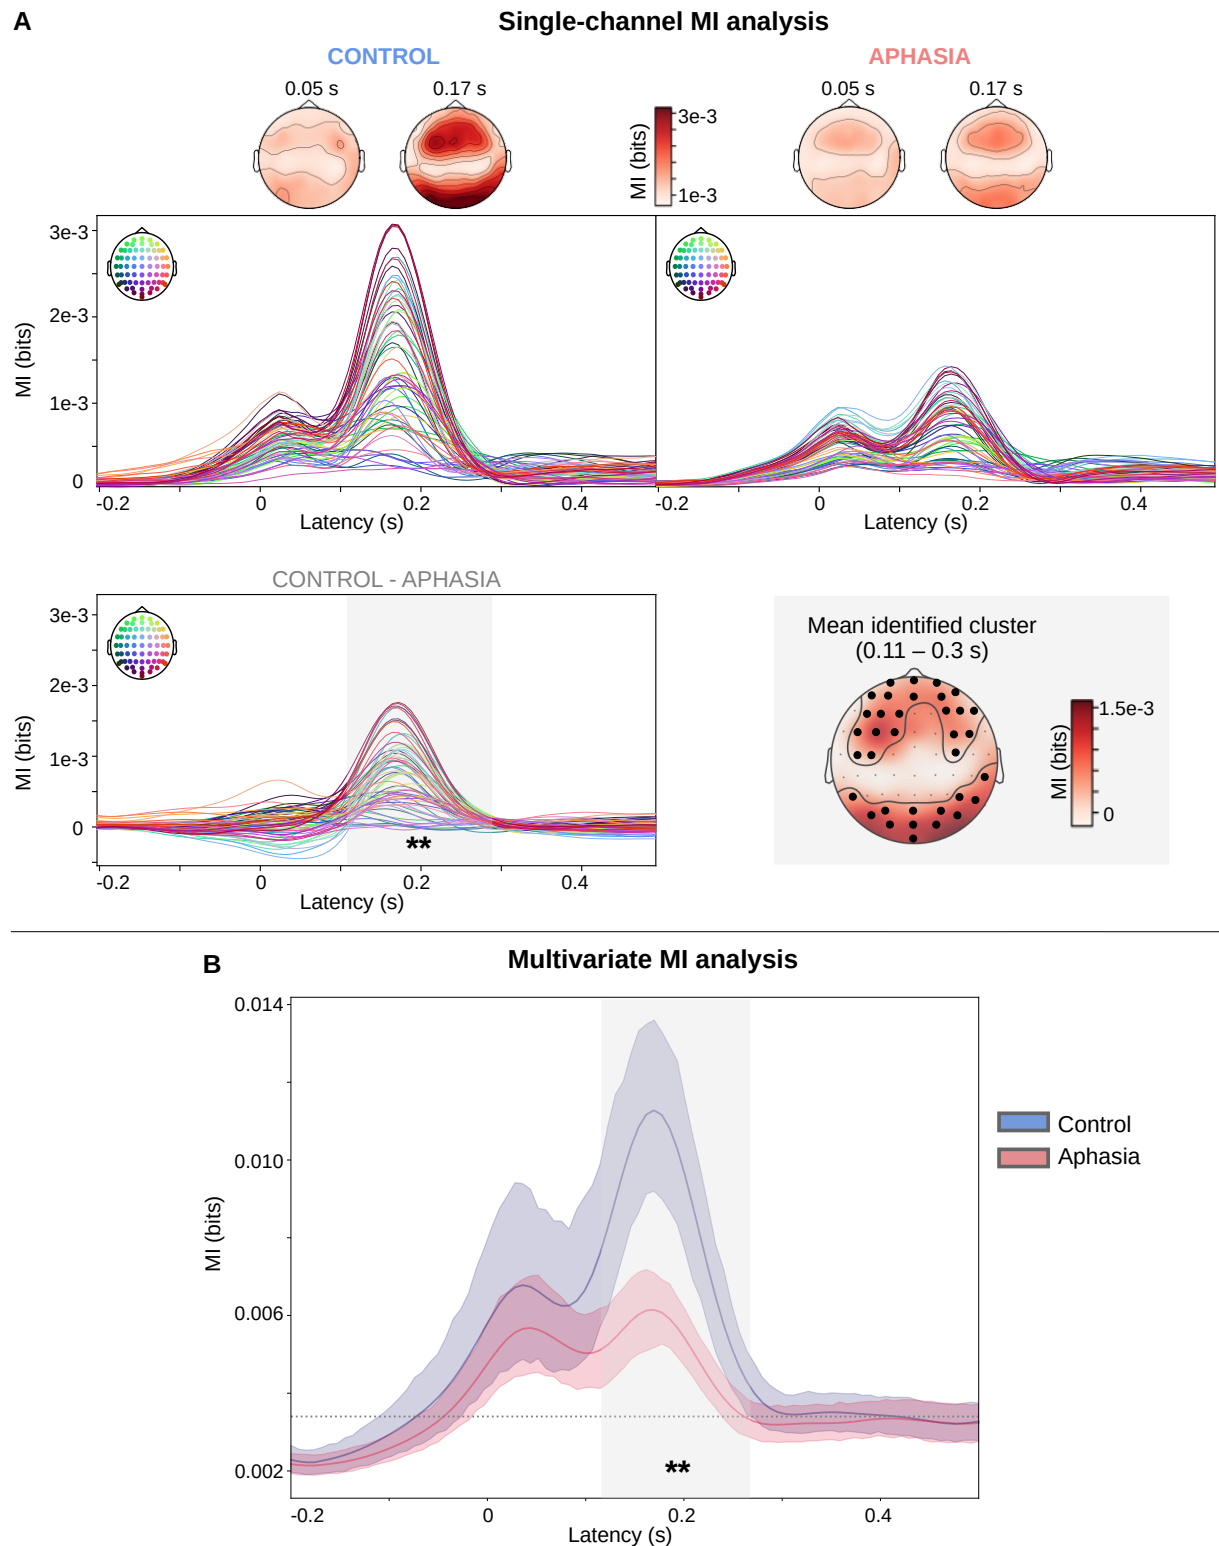 A
Single-channel MI analysis
CONTROL
APHASIA
0.05 s
0.17 s
0.05 s
0.17 s
MI (bits)
3e-3
1e-3
MI (bits)
3e-3
2e-3
1e-3
0
-0.2
0
0.2
0.4
Latency (s)
-0.2
0
0.2
0.4
Latency (s)
CONTROL - APHASIA
MI (bits)
3e-3
2e-3
1e-3
0
**
-0.2
0
0.2
0.4
Latency (s)
Mean identified cluster
(0.11 – 0.3 s)
MI (bits)
1.5e-3
0
B
Multivariate MI analysis
MI (bits)
0.014
0.010
0.006
0.002
**
-0.2
0
0.2
0.4
Latency (s)
Control
Aphasia